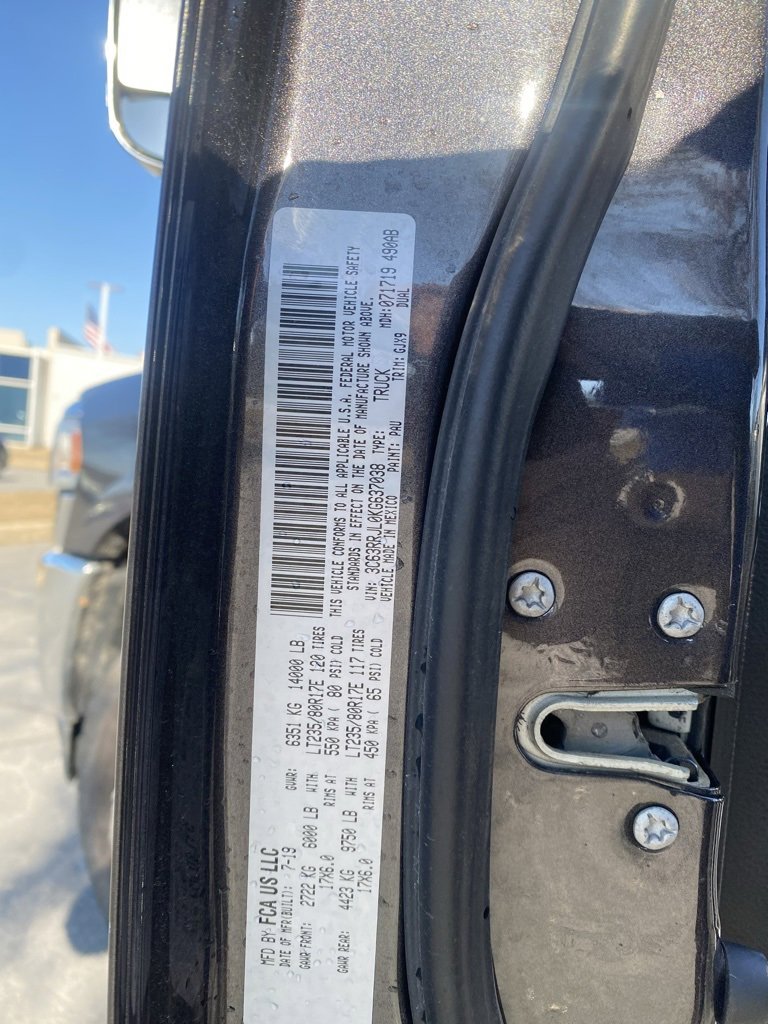 MFD BY FCA US LLC
DATE OF MFR(BUILT): 7-19 GVWR: 6351 KG 14000 LB
GAWR FRONT: 2722 KG 6000 LB WITH LT235/80R17E 120 TIRES
17X6.0 RIMS AT 550 KPA ( 80 PSI) COLD
GAWR REAR: 4423 KG 9750 LB WITH LT235/80R17E 117 TIRES
17X6.0 RIMS AT 450 KPA ( 65 PSI) COLD
THIS VEHICLE CONFORMS TO ALL APPLICABLE U.S.A. FEDERAL MOTOR VEHICLE SAFETY
STANDARDS IN EFFECT ON THE DATE OF MANUFACTURE SHOWN ABOVE.
VIN: 3C63RRJL0KG637038 TYPE: TRUCK MDH:071719 490AB
VEHICLE MADE IN MEXICO PAINT: PAU TRIM: GJX9 DUAL